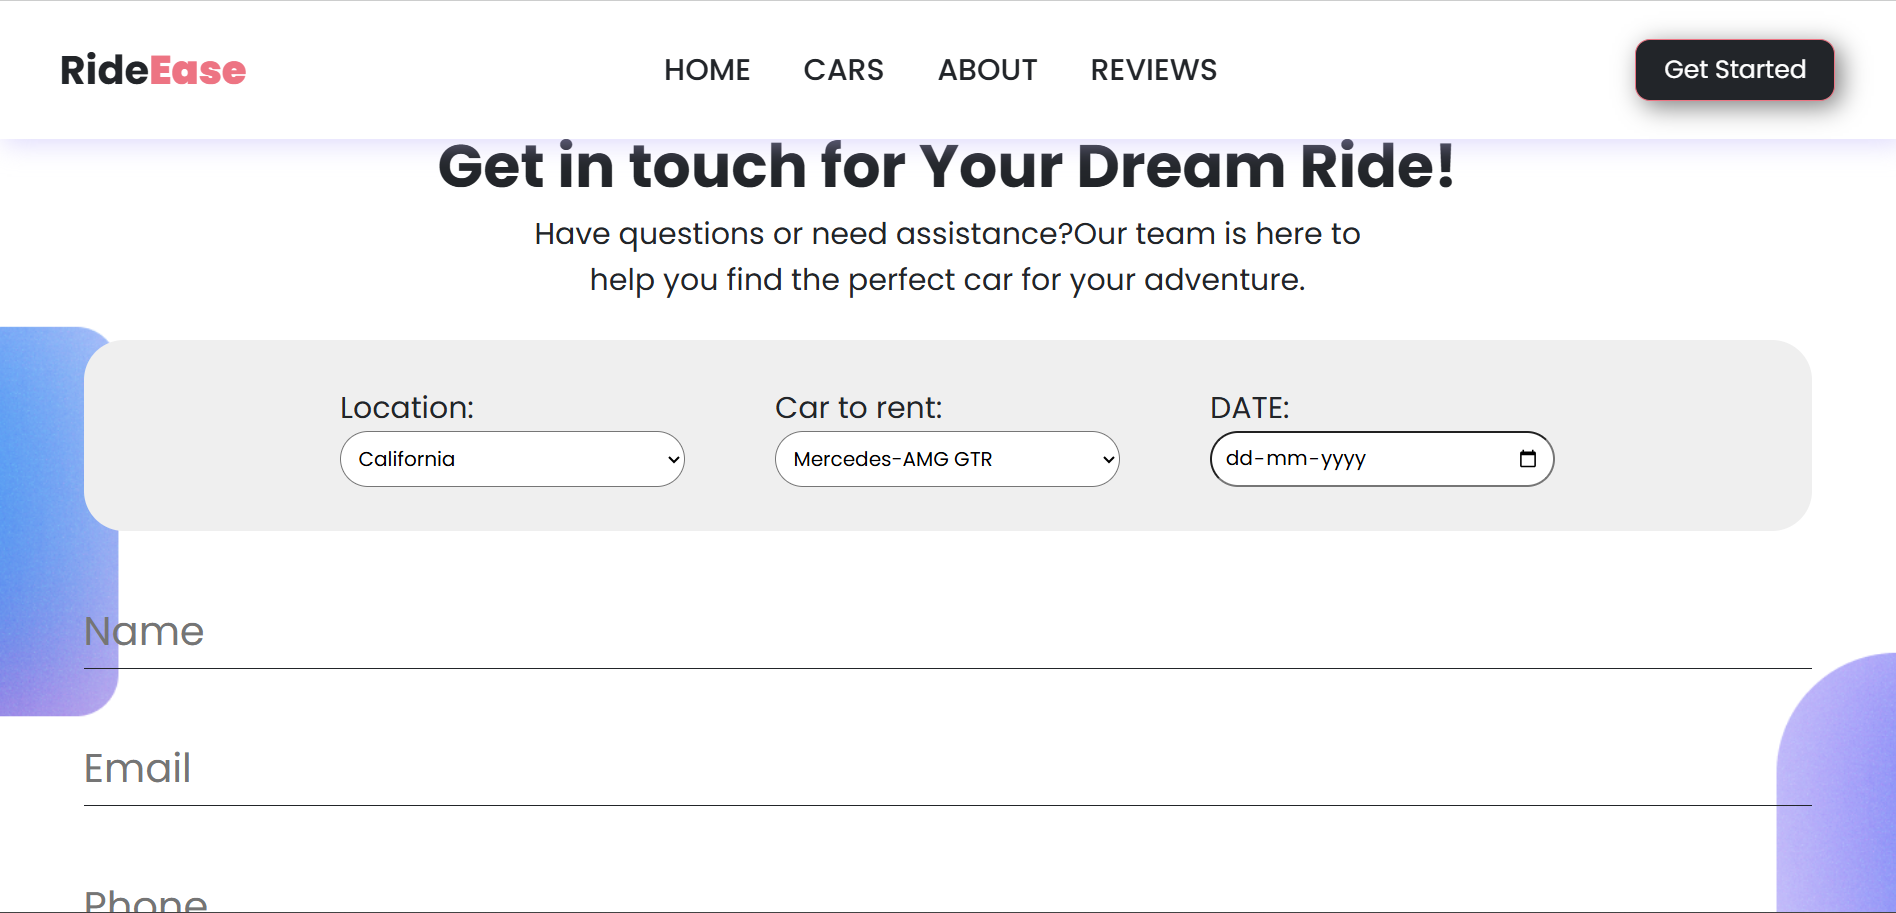 RideEase
HOME CARS ABOUT REVIEWS
Get Started
Get in touch for Your Dream Ride!
Have questions or need assistance?Our team is here to
help you find the perfect car for your adventure.
Location: Car to rent: DATE:
California Mercedes-AMG GTR dd-mm-yyyy
Name
Email
Phone